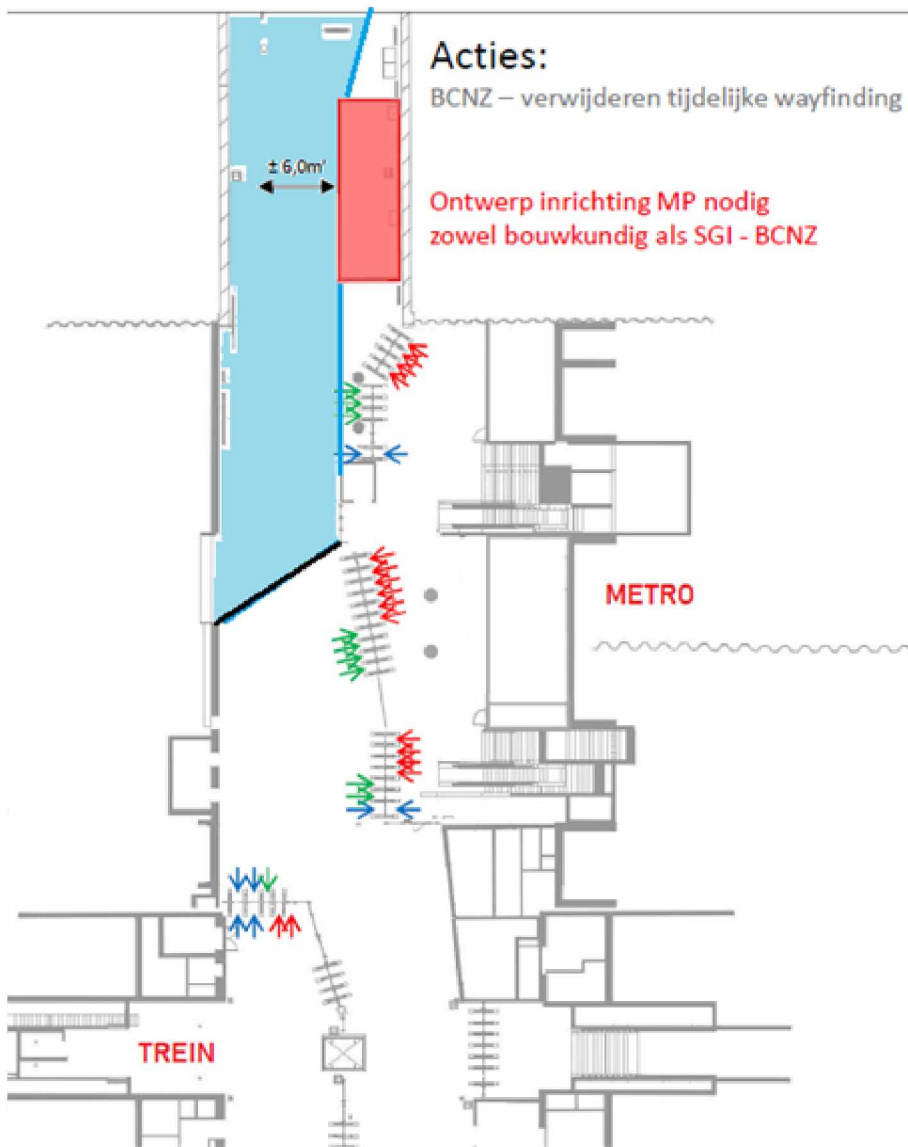 Acties:
BCNZ – verwijderen tijdelijke wayfinding
± 6,0m'
Ontwerp inrichting MP nodig
zowel bouwkundig als SGI - BCNZ
METRO
TREIN